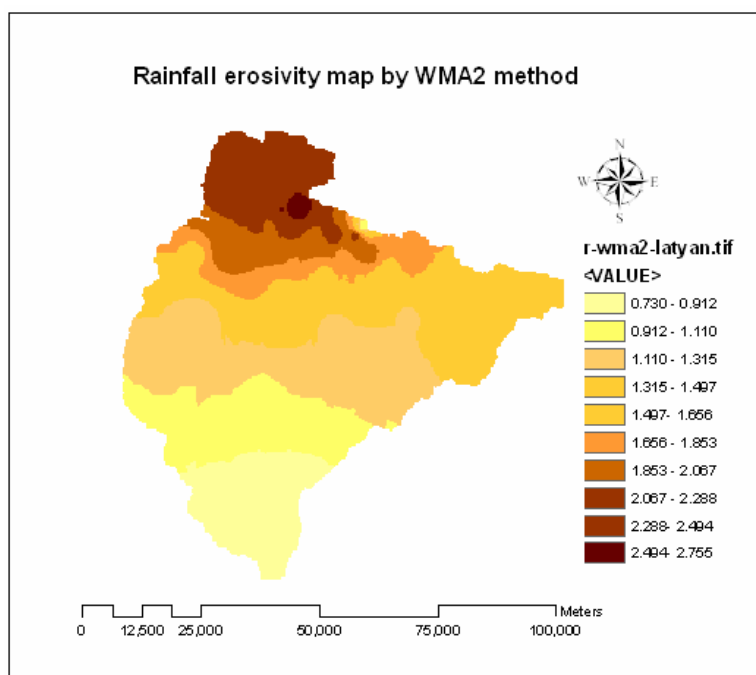 Rainfall erosivity map by WMA2 method
N
W E
S
r-wma2-latyan.tif
<VALUE>
0.730 - 0.912
0.912 - 1.110
1.110 - 1.315
1.315 - 1.497
1.497- 1.656
1.656 - 1.853
1.853 - 2.067
2.067 - 2.288
2.288- 2.494
2.494- 2.755
Meters
0 12,500 25,000 50,000 75,000 100,000